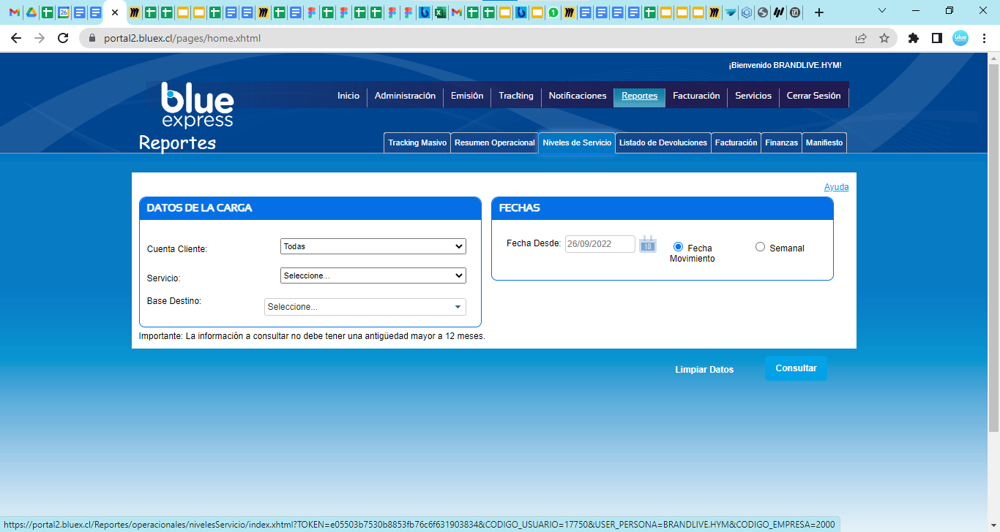 portal2.bluex.cl/pages/home.xhtml
¡Bienvenido BRANDLIVE.HYM!
blue express
Inicio Administración Emisión Tracking Notificaciones Reportes Facturación Servicios Cerrar Sesión
Reportes
Tracking Masivo Resumen Operacional Niveles de Servicio Listado de Devoluciones Facturación Finanzas Manifiesto
Ayuda
DATOS DE LA CARGA
Cuenta Cliente: Todas
Servicio: Seleccione...
Base Destino: Seleccione...
FECHAS
Fecha Desde: 26/09/2022 Fecha Movimiento Semanal
Importante: La información a consultar no debe tener una antigüedad mayor a 12 meses.
Limpiar Datos Consultar
https://portal2.bluex.cl/Reportes/operacionales/nivelesServicio/index.xhtml?TOKEN=e05503b7530b8853fb76c6f631903834&CODIGO_USUARIO=17750&USER_PERSONA=BRANDLIVE.HYM&CODIGO_EMPRESA=2000